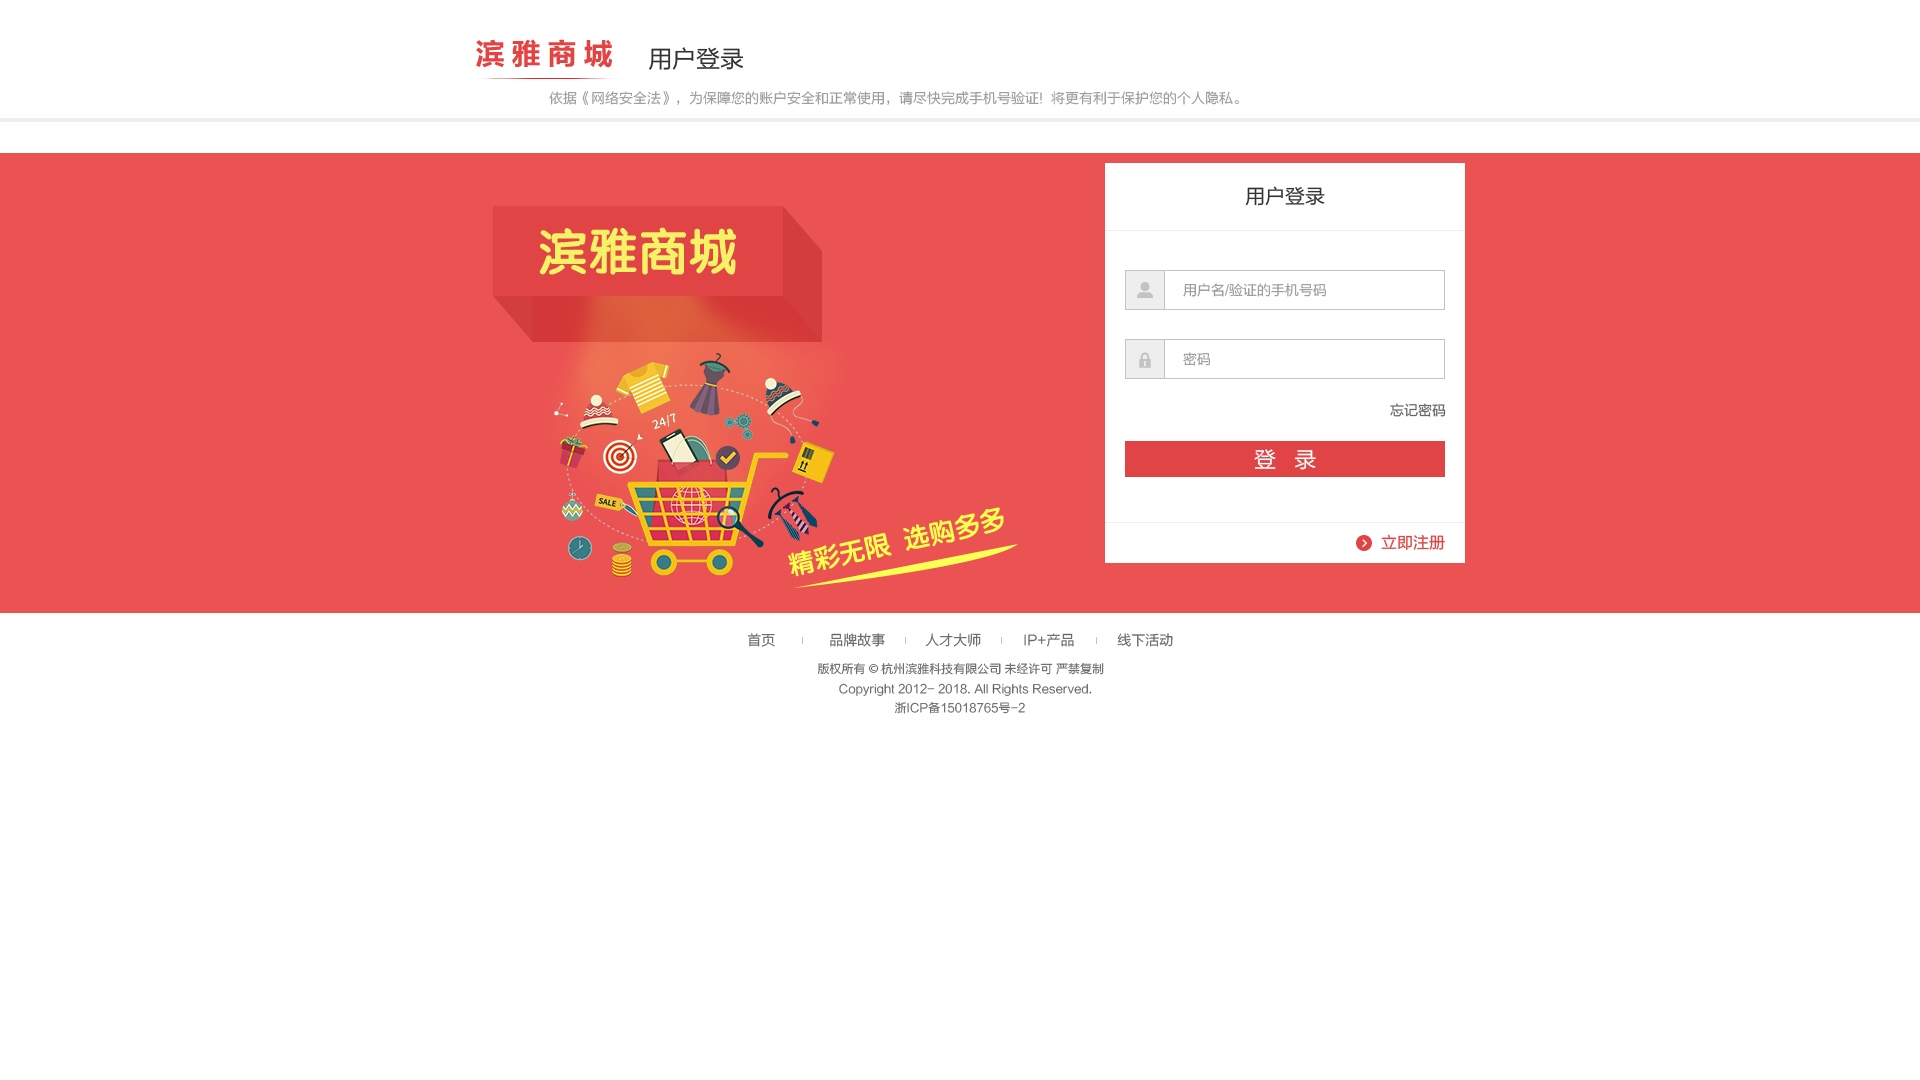 滨雅商城 用户登录
依据《网络安全法》，为保障您的账户安全和正常使用，请尽快完成手机号验证! 将更有利于保护您的个人隐私。
滨雅商城
24/7
SALE
精彩无限 选购多多
用户登录
用户名/验证的手机号码
密码
忘记密码
登 录
立即注册
首页 品牌故事 人才大师 IP+产品 线下活动
版权所有 © 杭州滨雅科技有限公司 未经许可 严禁复制
Copyright 2012- 2018. All Rights Reserved.
浙ICP备15018765号-2